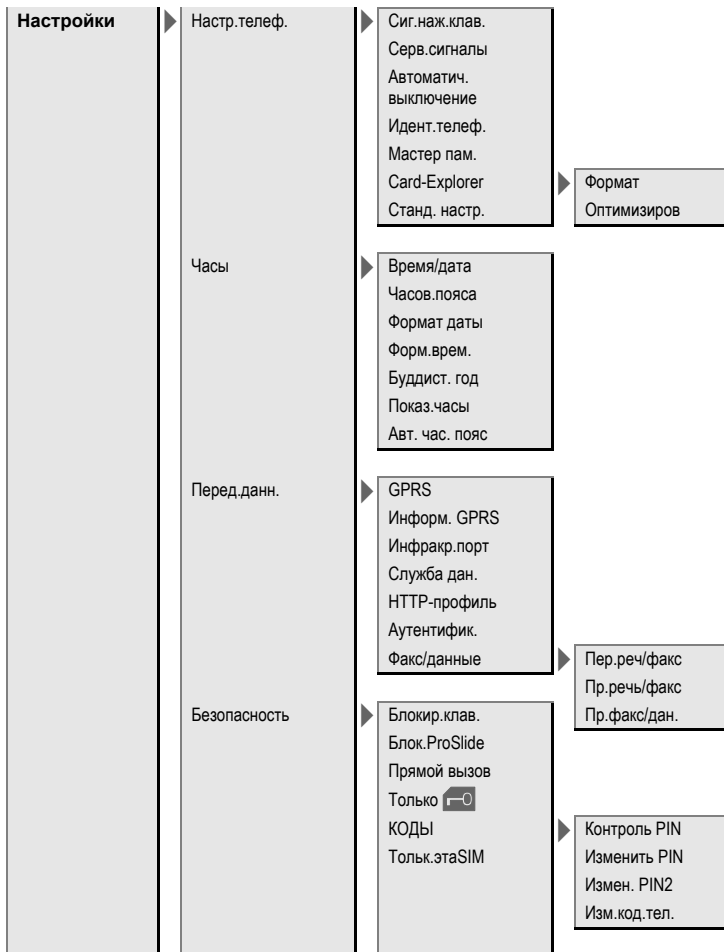 Настройки
Настр.телеф.
Сиг.наж.клав.
Серв.сигналы
Автоматич.
выключение
Идент.телеф.
Мастер пам.
Card-Explorer
Формат
Станд. настр.
Оптимизиров
Часы
Время/дата
Часов.пояса
Формат даты
Форм.врем.
Буддист. год
Показ.часы
Авт. час. пояс
Перед.данн.
GPRS
Информ. GPRS
Инфракр.порт
Служба дан.
HTTP-профиль
Аутентифик.
Факс/данные
Пер.реч/факс
Пр.речь/факс
Пр.факс/дан.
Безопасность
Блокир.клав.
Блок.ProSlide
Прямой вызов
Только
КОДЫ
Контроль PIN
Тольк.этаSIM
Изменить PIN
Измен. PIN2
Изм.код.тел.